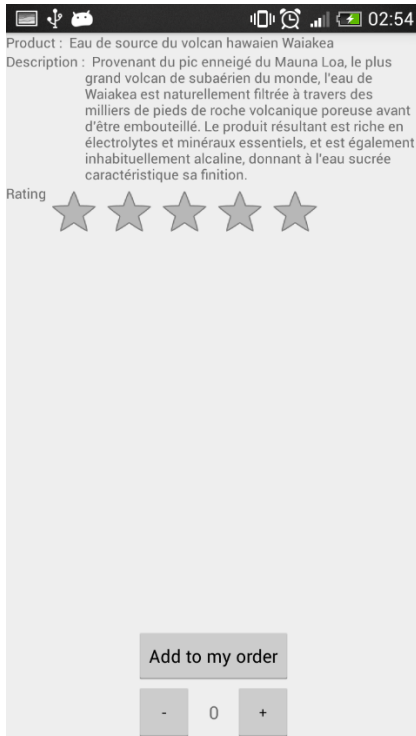 02:54
Product : Eau de source du volcan hawaien Waiakea
Description : Provenant du pic enneigé du Mauna Loa, le plus
grand volcan de subaérien du monde, l'eau de
Waiakea est naturellement filtrée à travers des
milliers de pieds de roche volcanique poreuse avant
d'être embouteillé. Le produit résultant est riche en
électrolytes et minéraux essentiels, et est également
inhabituellement alcaline, donnant à l'eau sucrée
caractéristique sa finition.
Rating
Add to my order
- 0 +